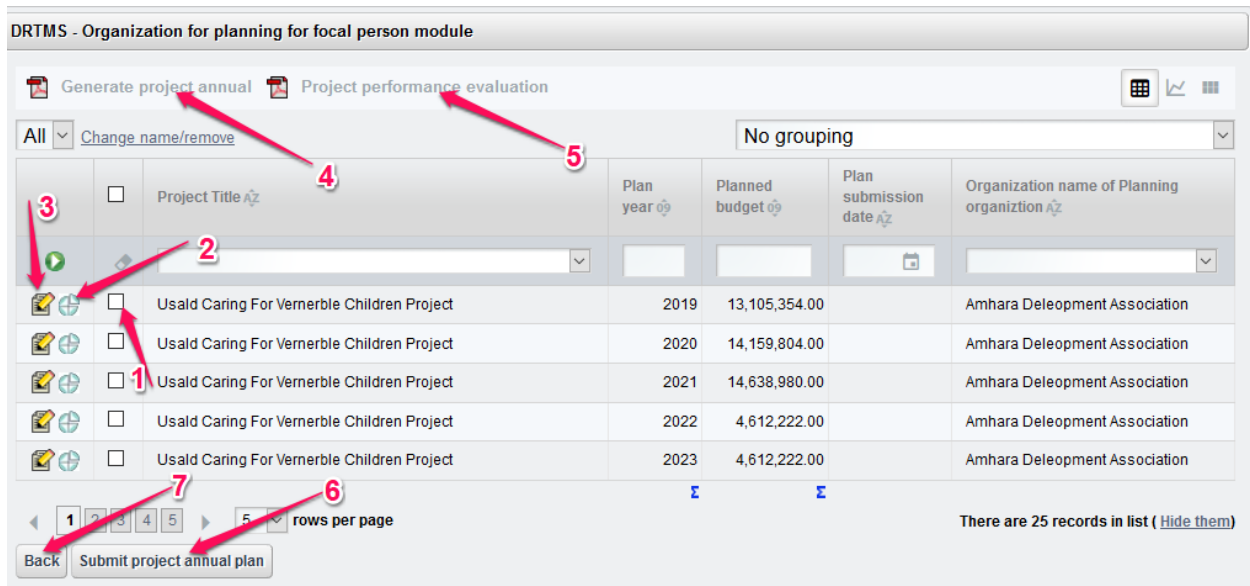 DRTMS - Organization for planning for focal person module
Generate project annual Project performance evaluation
All Change name/remove No grouping
5
4
3
Project Title
Plan year
Planned budget
Plan submission date
Organization name of Planning organiztion
2
Usald Caring For Vernerble Children Project 2019 13,105,354.00 Amhara Deleopment Association
Usald Caring For Vernerble Children Project 2020 14,159,804.00 Amhara Deleopment Association
1
Usald Caring For Vernerble Children Project 2021 14,638,980.00 Amhara Deleopment Association
Usald Caring For Vernerble Children Project 2022 4,612,222.00 Amhara Deleopment Association
Usald Caring For Vernerble Children Project 2023 4,612,222.00 Amhara Deleopment Association
7
6
Σ Σ
1 2 3 4 5 5 rows per page There are 25 records in list ( Hide them)
Back Submit project annual plan